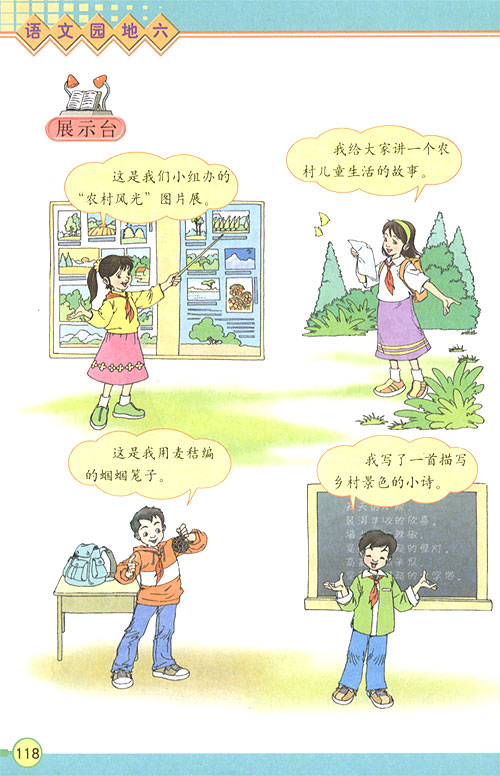 语文园地六
展示台
这是我们小组办的
“农村风光”图片展。
我给大家讲一个农
村儿童生活的故事。
这是我用麦秸编
的蝈蝈笼子。
我写了一首描写
乡村景色的小诗。
118